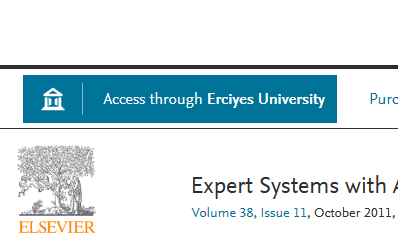 Access through Erciyes University
Purc
ELSEVIER
Expert Systems with A
Volume 38, Issue 11, October 2011,